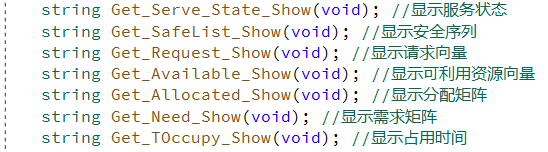 string Get_Serve_State_Show(void); //显示服务状态
string Get_SafeList_Show(void); //显示安全序列
string Get_Request_Show(void); //显示请求向量
string Get_Available_Show(void); //显示可利用资源向量
string Get_Allocated_Show(void); //显示分配矩阵
string Get_Need_Show(void); //显示需求矩阵
string Get_TOccupy_Show(void); //显示占用时间